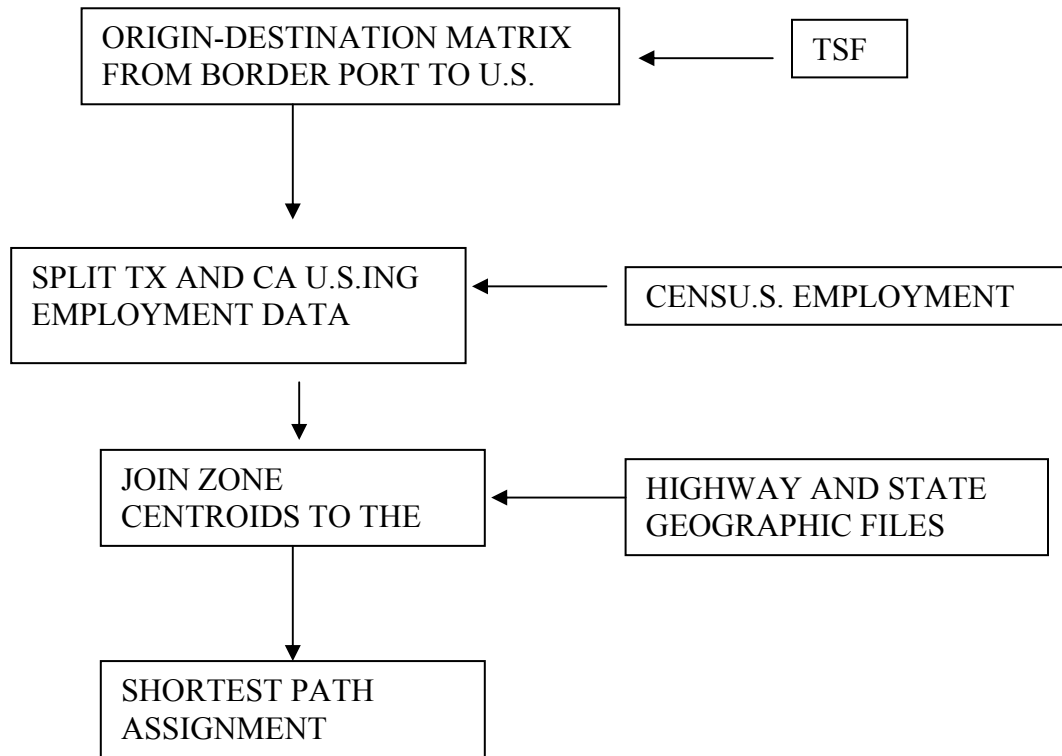 ORIGIN-DESTINATION MATRIX
FROM BORDER PORT TO U.S.
TSF
SPLIT TX AND CA U.S.ING
EMPLOYMENT DATA
CENSU.S. EMPLOYMENT
JOIN ZONE
CENTROIDS TO THE
HIGHWAY AND STATE
GEOGRAPHIC FILES
SHORTEST PATH
ASSIGNMENT